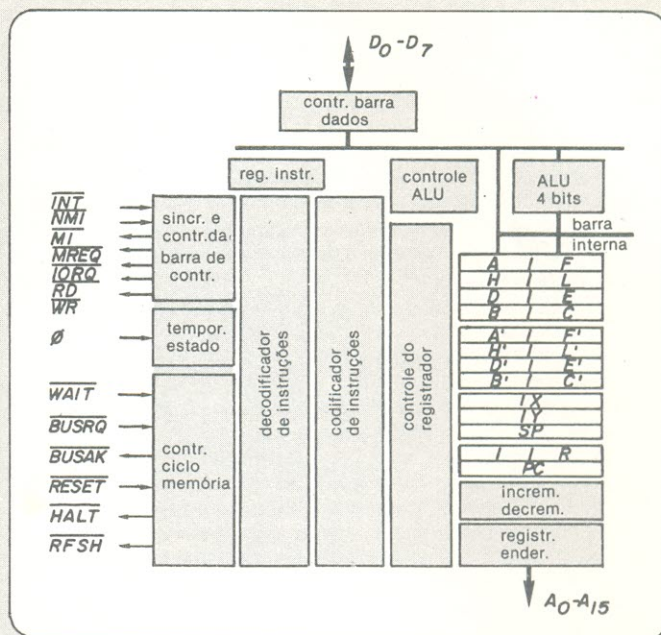 D0-D7
contr. barra
dados
reg. instr.
controle
ALU
ALU
4 bits
barra
interna
INT
NMI
MI
MREQ
IORQ
RD
WR
Ø
WAIT
BUSRQ
BUSAK
RESET
HALT
RFSH
sincr. e
contr.da
barra de
contr.
tempor.
estado
contr.
ciclo
memória
decodificador
de instruções
codificador
de instruções
controle do
registrador
A I F
H I L
D I E
B I C
A' I F'
H' I L'
D' I E'
B' I C'
IX
IY
SP
I I R
PC
increm.
decrem.
registr.
ender.
A0-A15